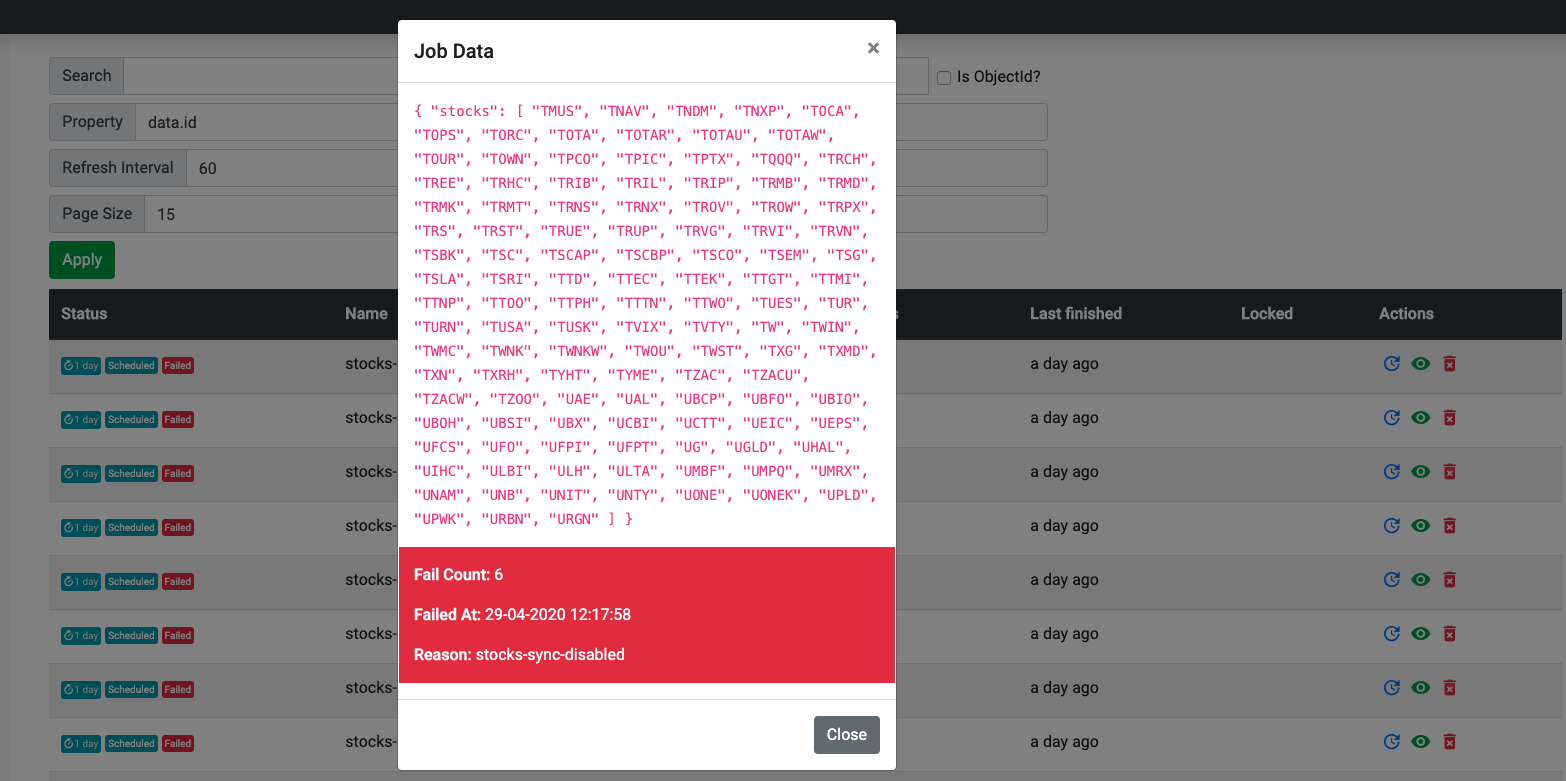 Job Data ×
Search
Is ObjectId?
Property data.id
Refresh Interval 60
Page Size 15
Apply
{ "stocks": [ "TMUS", "TNAV", "TNDM", "TNXP", "TOCA",
"TOPS", "TORC", "TOTA", "TOTAR", "TOTAU", "TOTAW",
"TOUR", "TOWN", "TPCO", "TPIC", "TPTX", "TQQQ", "TRCH",
"TREE", "TRHC", "TRIB", "TRIL", "TRIP", "TRMB", "TRMD",
"TRMK", "TRMT", "TRNS", "TRNX", "TROV", "TROW", "TRPX",
"TRS", "TRST", "TRUE", "TRUP", "TRVG", "TRVI", "TRVN",
"TSBK", "TSC", "TSCAP", "TSCBP", "TSCO", "TSEM", "TSG",
"TSLA", "TSRI", "TTD", "TTEC", "TTEK", "TTGT", "TTMI",
"TTNP", "TTOO", "TTPH", "TTTN", "TTWO", "TUES", "TUR",
"TURN", "TUSA", "TUSK", "TVIX", "TVTY", "TW", "TWIN",
"TWMC", "TWNK", "TWNKW", "TWOU", "TWST", "TXG", "TXMD",
"TXN", "TXRH", "TYHT", "TYME", "TZAC", "TZACU",
"TZACW", "TZOO", "UAE", "UAL", "UBCP", "UBFO", "UBIO",
"UBOH", "UBSI", "UBX", "UCBI", "UCTT", "UEIC", "UEPS",
"UFCS", "UFO", "UFPI", "UFPT", "UG", "UGLD", "UHAL",
"UIHC", "ULBI", "ULH", "ULTA", "UMBF", "UMPQ", "UMRX",
"UNAM", "UNB", "UNIT", "UNTY", "UONE", "UONEK", "UPLD",
"UPWK", "URBN", "URGN" ] }
Fail Count: 6
Failed At: 29-04-2020 12:17:58
Reason: stocks-sync-disabled
Close
Status Name s Last finished Locked Actions
1 day Scheduled Failed stocks- a day ago
1 day Scheduled Failed stocks- a day ago
1 day Scheduled Failed stocks- a day ago
1 day Scheduled Failed stocks- a day ago
1 day Scheduled Failed stocks- a day ago
1 day Scheduled Failed stocks- a day ago
1 day Scheduled Failed stocks- a day ago
1 day Scheduled Failed stocks- a day ago